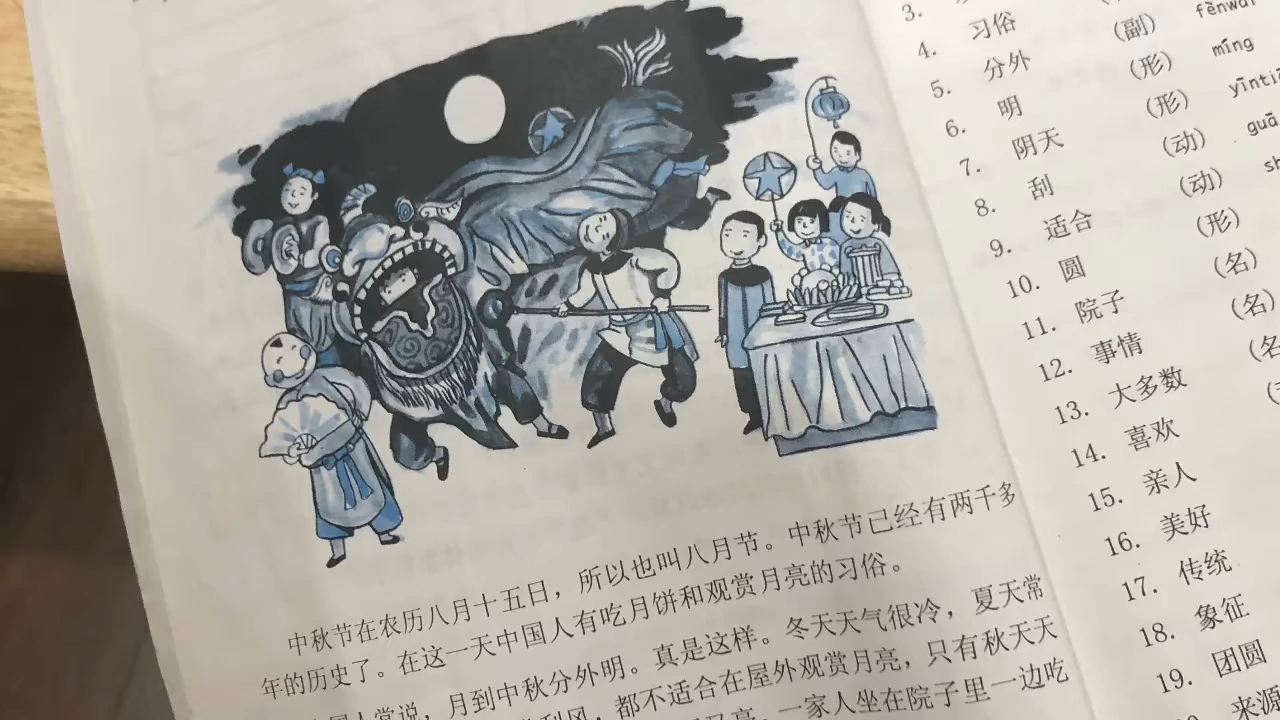 中秋节在农历八月十五日，所以也叫八月节。中秋节已经有两千多
年的历史了。在这一天中国人有吃月饼和观赏月亮的习俗。
常说，月到中秋分外明。真是这样。冬天天气很冷，夏天常
刮风，都不适合在屋外观赏月亮，只有秋天天
一家人坐在院子里一边吃
3.
4. 习俗 （副） fènwài
5. 分外 （形） míng
6. 明 （形）
7. 阴天 （动） guā
8. 刮 （动）
9. 适合 （形）
10. 圆 （名）
11. 院子 （名）
12. 事情 （名
13. 大多数
14. 喜欢
15. 亲人
16. 美好
17. 传统
18. 象征
19. 团圆
来源